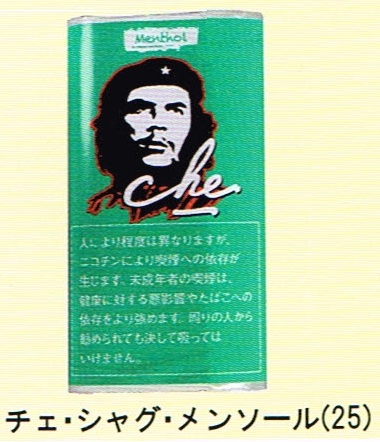 Menthol
che
人により程度は異なりますが、
ニコチンにより喫煙への依存が
生じます。未成年者の喫煙は、
健康に対する悪影響やたばこへの
依存をより強めます。周りの人から
勧められても決して吸っては
いけません。
チェ・シャグ・メンソール(25)